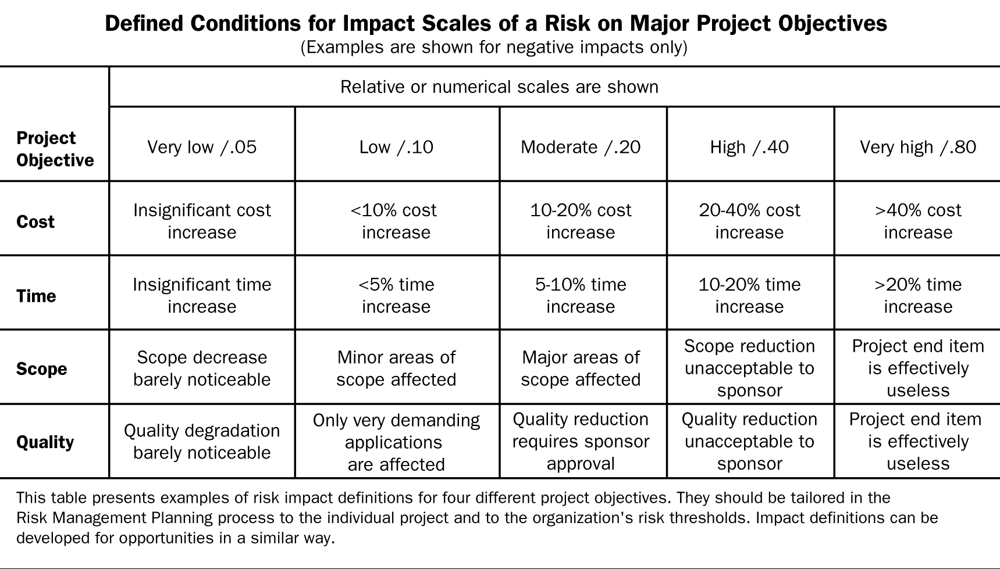 Defined Conditions for Impact Scales of a Risk on Major Project Objectives
(Examples are shown for negative impacts only)
Relative or numerical scales are shown
Project
Objective
Very low /.05
Low /.10
Moderate /.20
High /.40
Very high /.80
Cost
Insignificant cost
increase
<10% cost
increase
10-20% cost
increase
20-40% cost
increase
>40% cost
increase
Time
Insignificant time
increase
<5% time
increase
5-10% time
increase
10-20% time
increase
>20% time
increase
Scope
Scope decrease
barely noticeable
Minor areas of
scope affected
Major areas of
scope affected
Scope reduction
unacceptable to
sponsor
Project end item
is effectively
useless
Quality
Quality degradation
barely noticeable
Only very demanding
applications
are affected
Quality reduction
requires sponsor
approval
Quality reduction
unacceptable to
sponsor
Project end item
is effectively
useless
This table presents examples of risk impact definitions for four different project objectives. They should be tailored in the
Risk Management Planning process to the individual project and to the organization's risk thresholds. Impact definitions can be
developed for opportunities in a similar way.